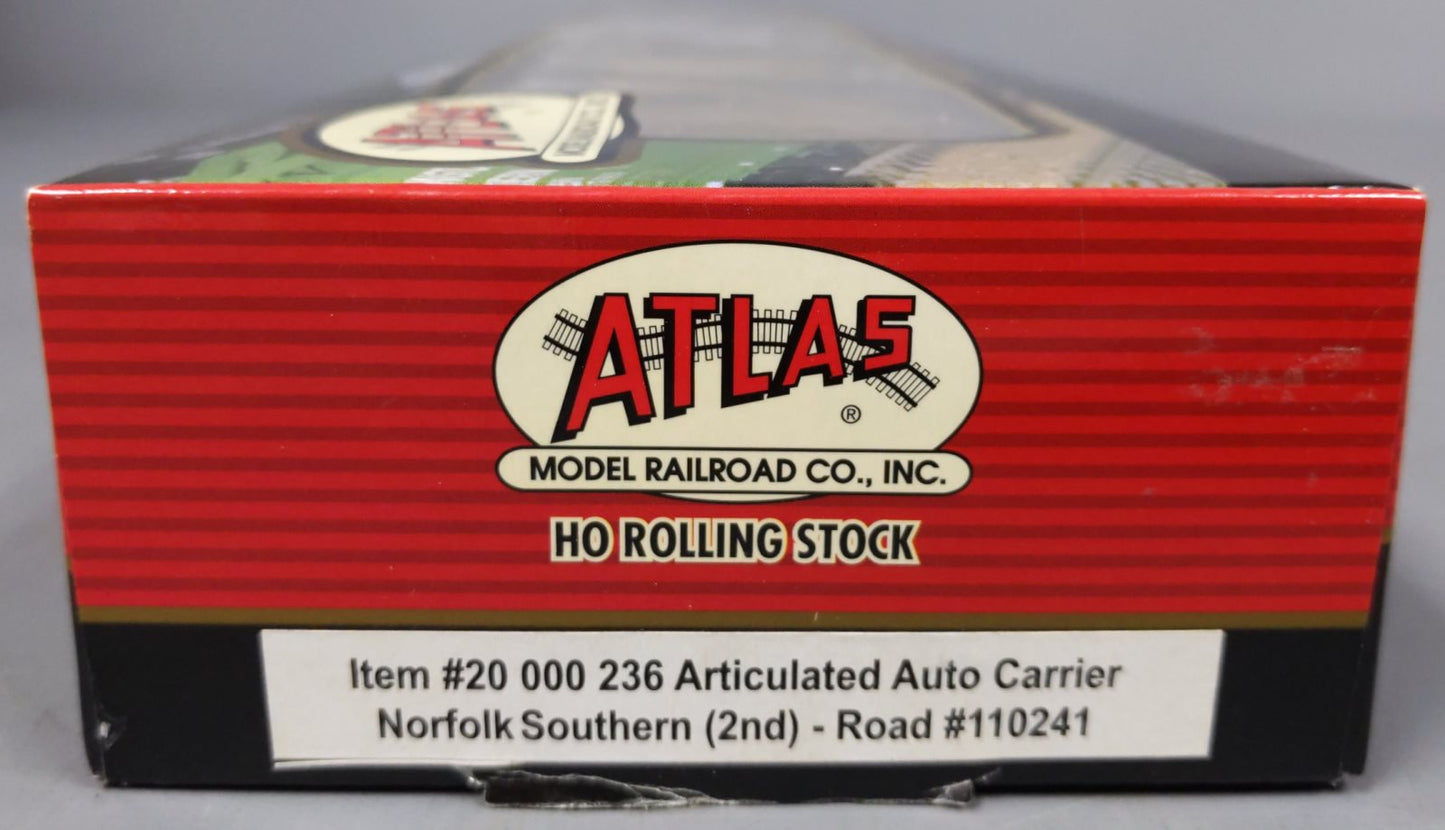 ATLAS
ATLAS
®
MODEL RAILROAD CO., INC.
HO ROLLING STOCK
Item #20 000 236 Articulated Auto Carrier
Norfolk Southern (2nd) - Road #110241